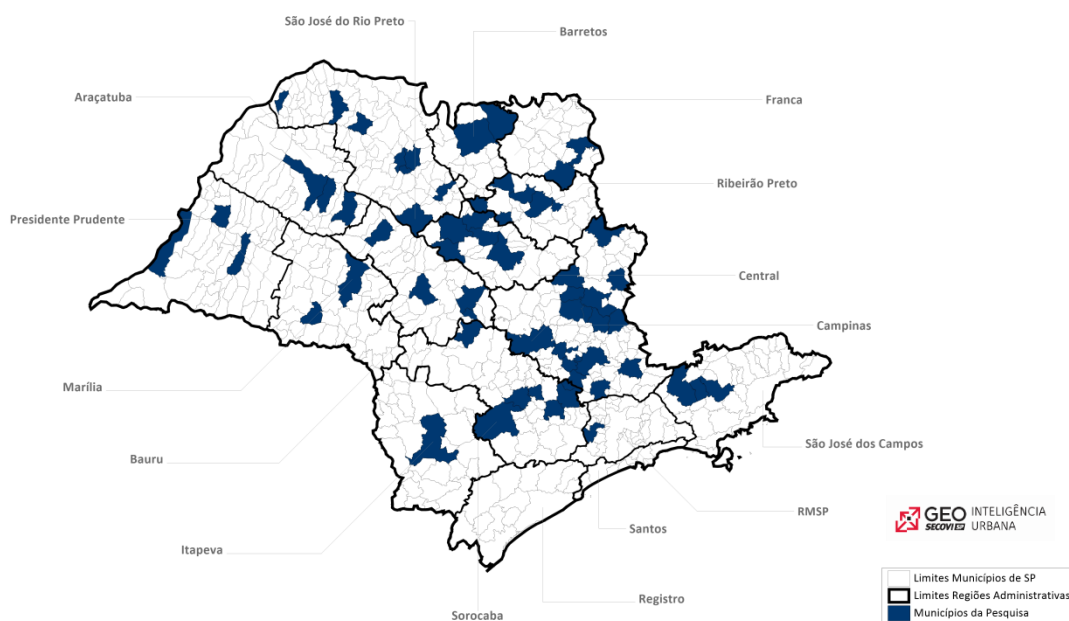 São José do Rio Preto
Barretos
Araçatuba
Franca
Ribeirão Preto
Presidente Prudente
Central
Campinas
Marília
São José dos Campos
Bauru
RMSP
Santos
Itapeva
Registro
Sorocaba
GEO INTELIGÊNCIA
SECOVI SP URBANA
Limites Municípios de SP
Limites Regiões Administrativas
Municípios da Pesquisa